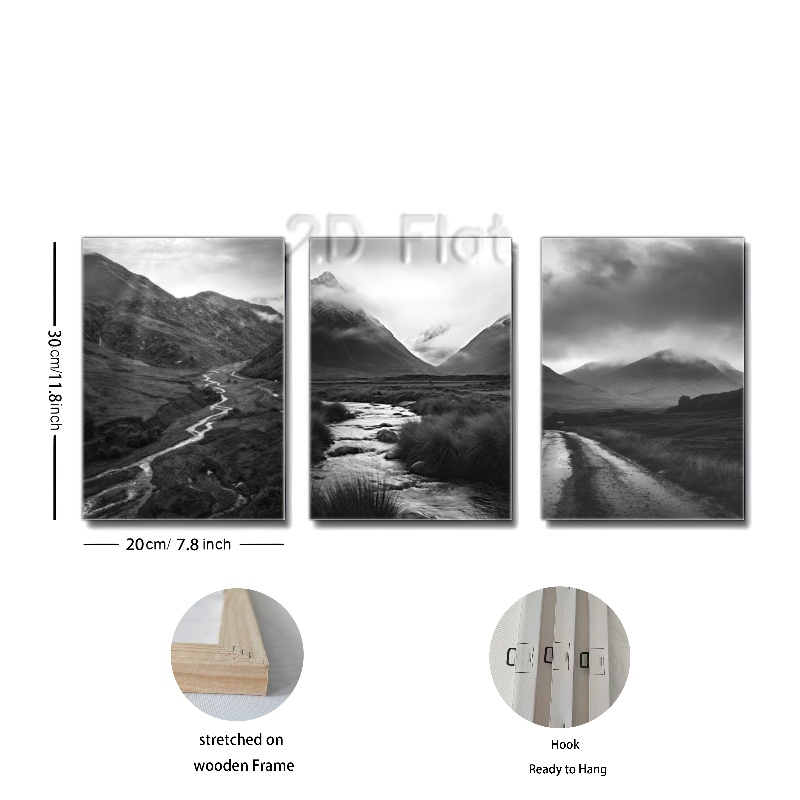 2D Flat
30cm/11.8inch
20cm/ 7.8 inch
stretched on
wooden Frame
Hook
Ready to Hang